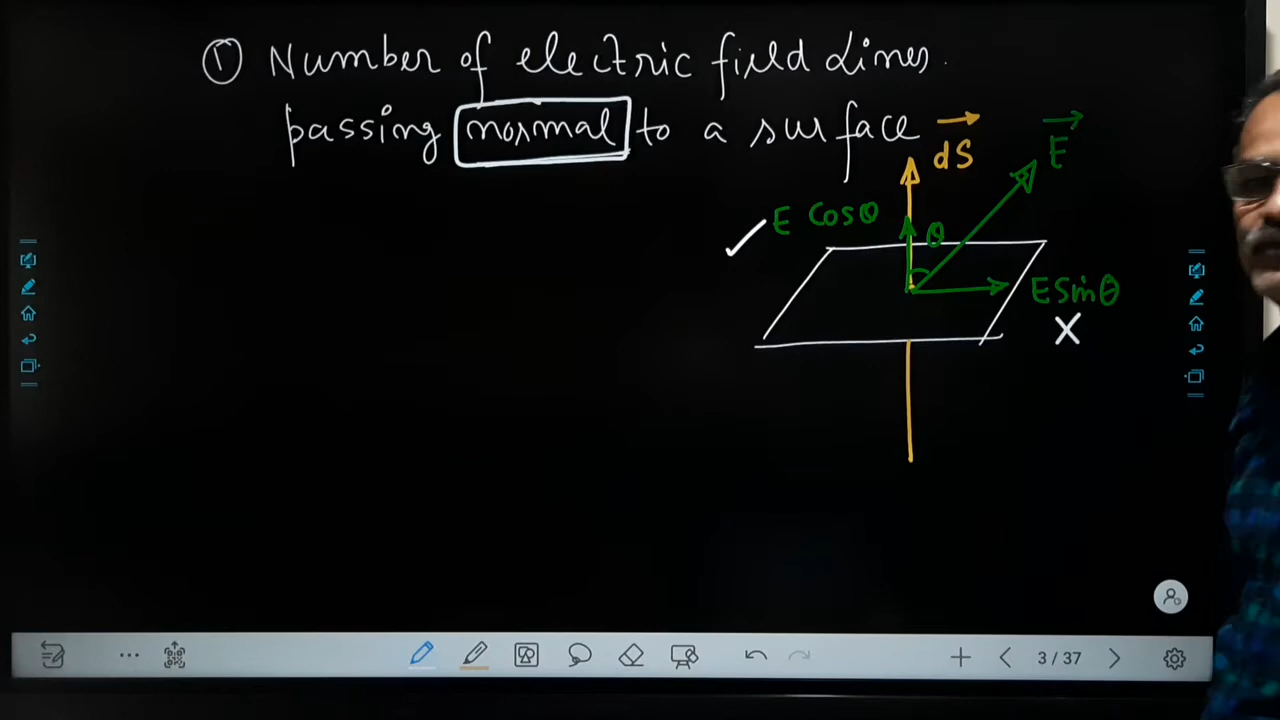 ① Number of electric field Lines.
passing normal to a surface
dS
E
E Cosθ
θ
E Sinθ
X
3 / 37